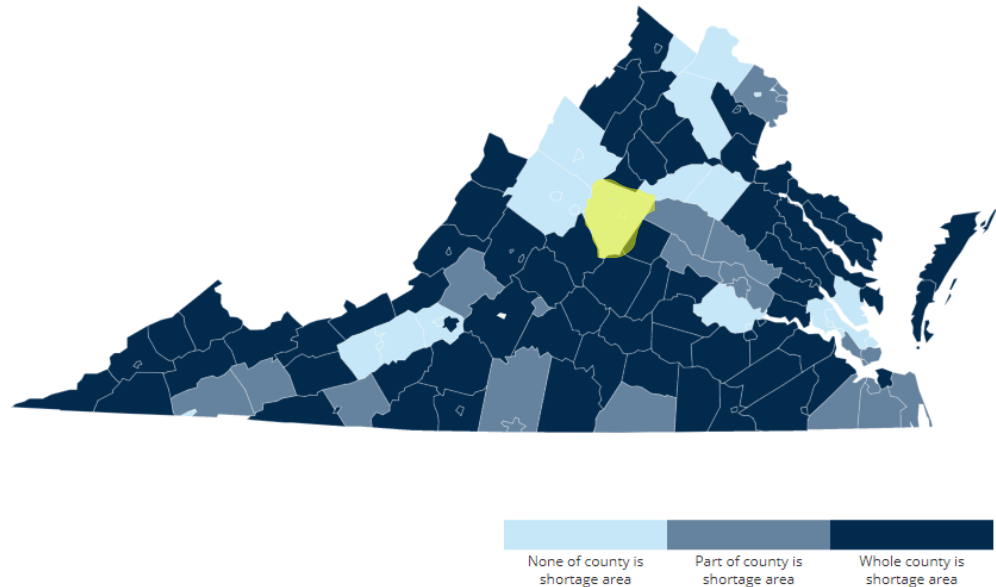 None of county is
shortage area
Part of county is
shortage area
Whole county is
shortage area